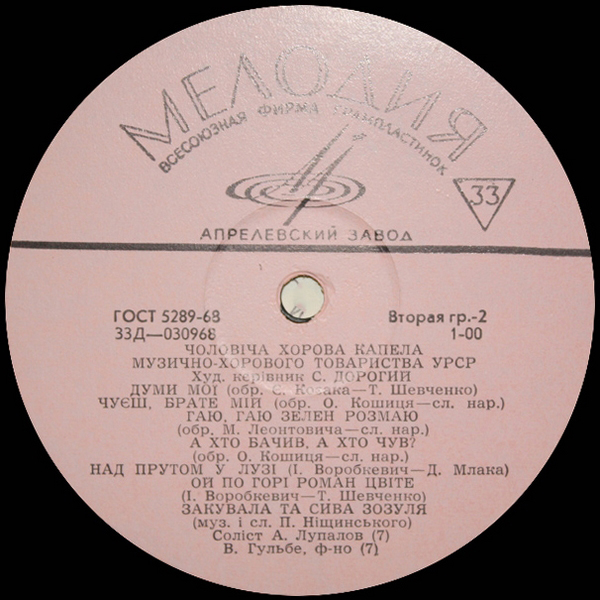 МЕЛОДИЯ
ВСЕСОЮЗНАЯ ФИРМА ГРАМПЛАСТИНОК
33
АПРЕЛЕВСКИЙ ЗАВОД
ГОСТ 5289-68 Вторая гр.-2
33Д—030968 1-00
ЧОЛОВІЧА ХОРОВА КАПЕЛА
МУЗИЧНО-ХОРОВОГО ТОВАРИСТВА УРСР
Худ. керівник С. ДОРОГИЙ
ДУМИ МОЇ (обр. Є. Козака—Т. Шевченко)
ЧУЄШ, БРАТЕ МІЙ (обр. О. Кошиця—сл. нар.)
ГАЮ, ГАЮ ЗЕЛЕН РОЗМАЮ
(обр. М. Леонтовича—сл. нар.)
А ХТО БАЧИВ, А ХТО ЧУВ?
(обр. О. Кошиця—сл. нар.)
НАД ПРУТОМ У ЛУЗІ (І. Воробкевич—Д. Млака)
ОЙ ПО ГОРІ РОМАН ЦВІТЕ
(І. Воробкевич—Т. Шевченко)
ЗАКУВАЛА ТА СИВА ЗОЗУЛЯ
(муз. і сл. П. Ніщинського)
Соліст А. Лупалов (7)
В. Гульбе, ф-но (7)